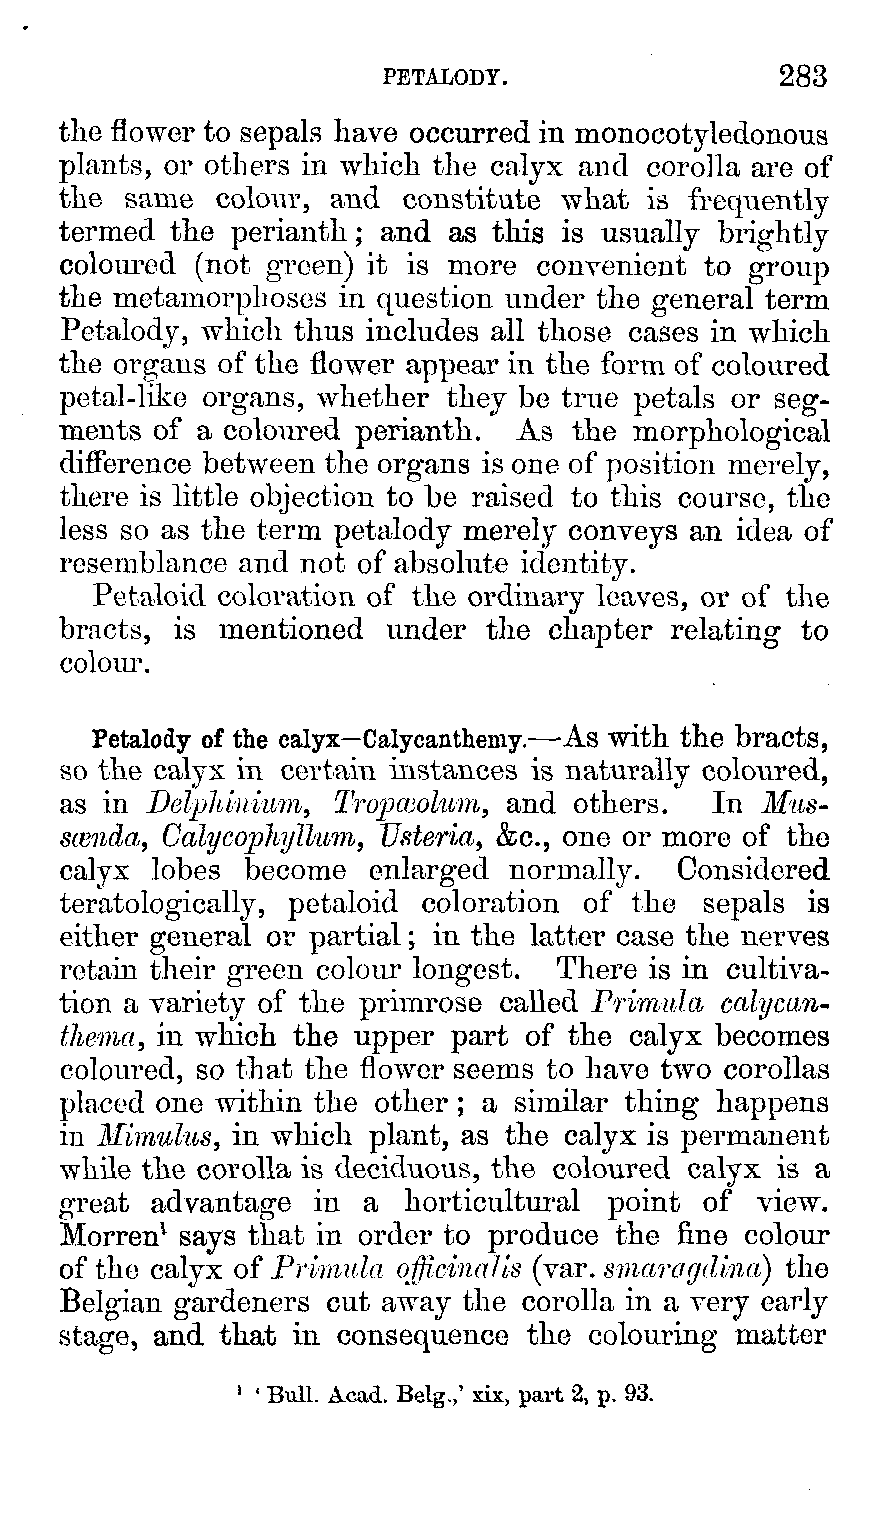 PETALODY. 283
the flower to sepals have occurred in monocotyledonous
plants, or others in which the calyx and corolla are of
the same colour, and constitute what is frequently
termed the perianth; and as this is usually brightly
coloured (not green) it is more convenient to group
the metamorphoses in question under the general term
Petalody, which thus includes all those cases in which
the organs of the flower appear in the form of coloured
petal-like organs, whether they be true petals or seg-
ments of a coloured perianth. As the morphological
difference between the organs is one of position merely,
there is little objection to be raised to this course, the
less so as the term petalody merely conveys an idea of
resemblance and not of absolute identity.
Petaloid coloration of the ordinary leaves, or of the
bracts, is mentioned under the chapter relating to
colour.
Petalody of the calyx—Calycanthemy.—As with the bracts,
so the calyx in certain instances is naturally coloured,
as in Delphinium, Tropæolum, and others. In Mus-
sœnda, Calycophyllum, Usteria, &c., one or more of the
calyx lobes become enlarged normally. Considered
teratologically, petaloid coloration of the sepals is
either general or partial; in the latter case the nerves
retain their green colour longest. There is in cultiva-
tion a variety of the primrose called Primula calycan-
thema, in which the upper part of the calyx becomes
coloured, so that the flower seems to have two corollas
placed one within the other; a similar thing happens
in Mimulus, in which plant, as the calyx is permanent
while the corolla is deciduous, the coloured calyx is a
great advantage in a horticultural point of view.
Morren¹ says that in order to produce the fine colour
of the calyx of Primula officinalis (var. smaragdina) the
Belgian gardeners cut away the corolla in a very early
stage, and that in consequence the colouring matter
¹ ‘Bull. Acad. Belg.,’ xix, part 2, p. 93.